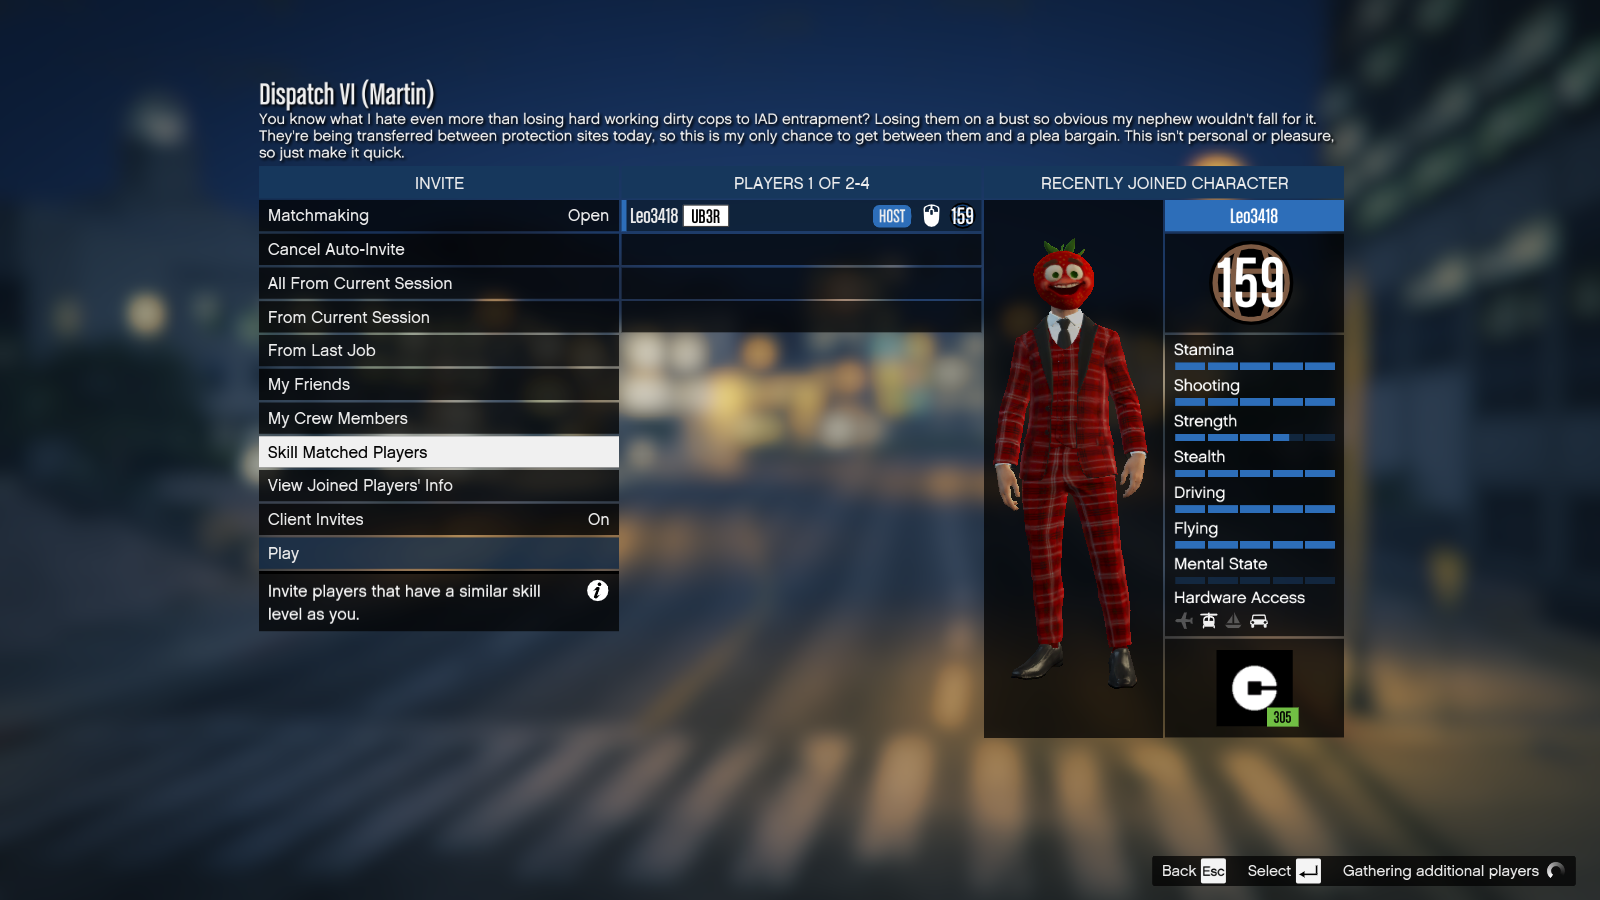 Dispatch VI (Martin)
You know what I hate even more than losing hard working dirty cops to IAD entrapment? Losing them on a bust so obvious my nephew wouldn't fall for it.
They're being transferred between protection sites today, so this is my only chance to get between them and a plea bargain. This isn't personal or pleasure,
so just make it quick.
INVITE
Matchmaking Open
Cancel Auto-Invite
All From Current Session
From Current Session
From Last Job
My Friends
My Crew Members
Skill Matched Players
View Joined Players' Info
Client Invites On
Play
Invite players that have a similar skill
level as you.
PLAYERS 1 OF 2-4
Leo3418 UB3R HOST 159
RECENTLY JOINED CHARACTER
Leo3418
159
Stamina
Shooting
Strength
Stealth
Driving
Flying
Mental State
Hardware Access
305
Back Esc Select Gathering additional players